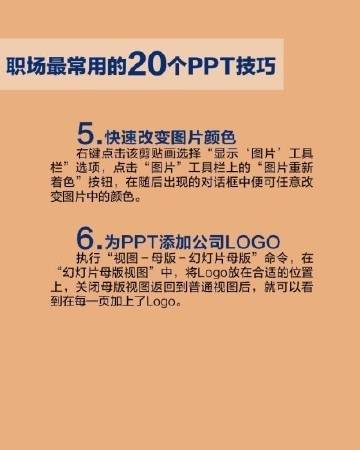 职场最常用的20个PPT技巧
5.快速改变图片颜色
右键点击该剪贴画选择“显示‘图片’工具
栏”选项，点击“图片”工具栏上的“图片重新
着色”按钮，在随后出现的对话框中便可任意改
变图片中的颜色。
6.为PPT添加公司LOGO
执行“视图－母版－幻灯片母版”命令，在
“幻灯片母版视图”中，将Logo放在合适的位置
上，关闭母版视图返回到普通视图后，就可以看
到在每一页加上了Logo。